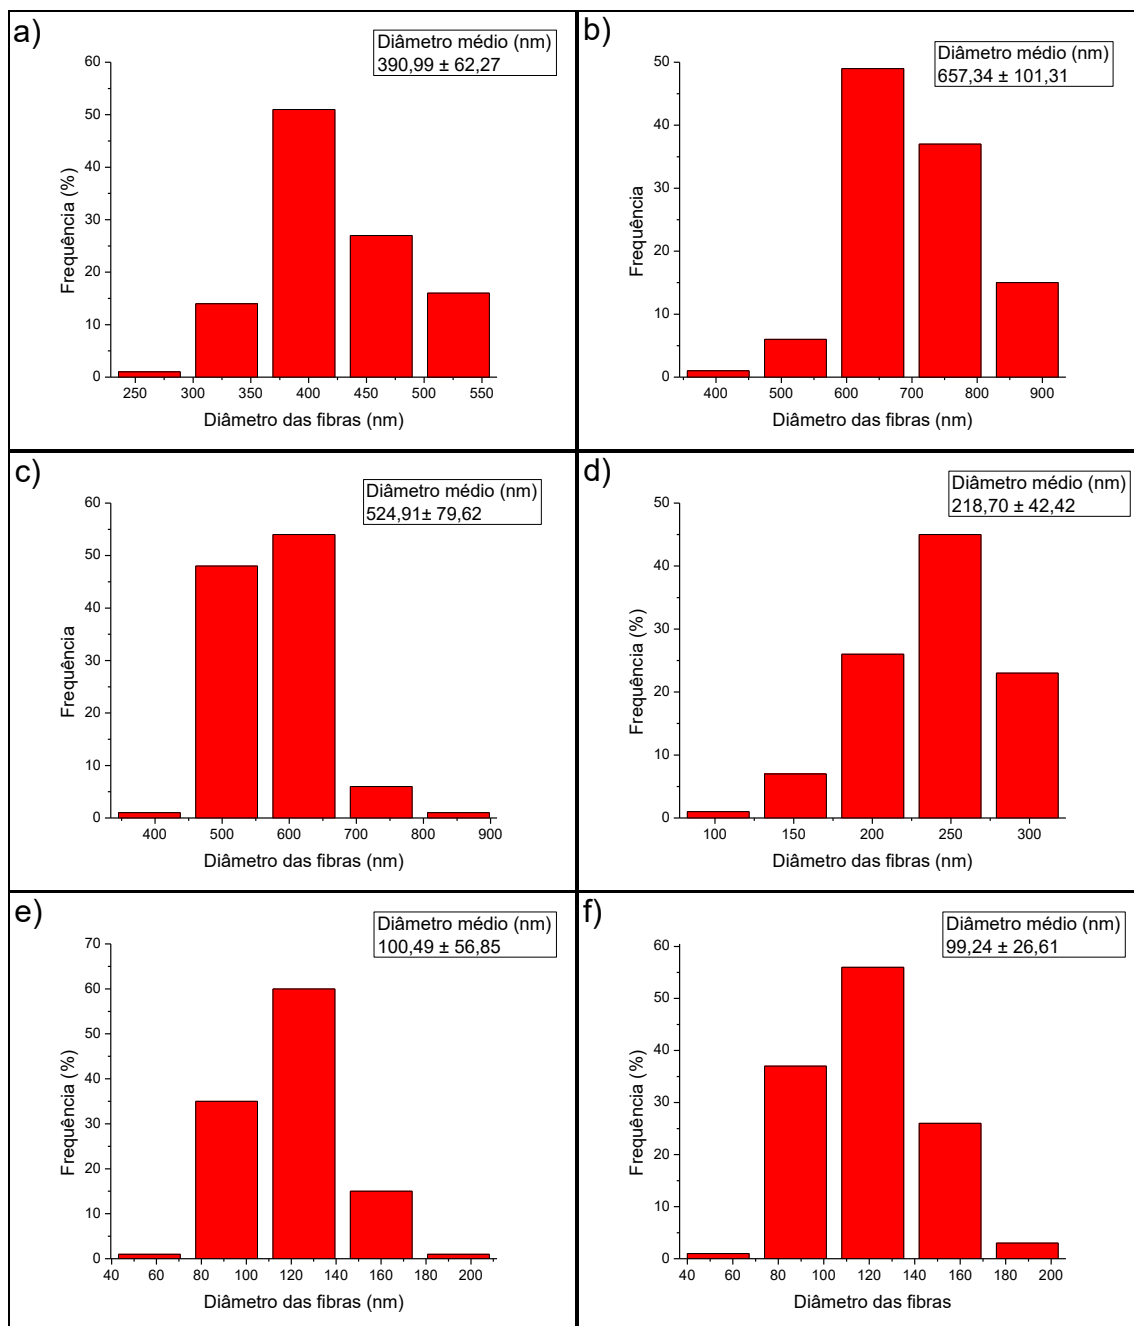 a)
Diâmetro médio (nm)
390,99 ± 62,27
60
50
40
30
20
10
0
Frequência (%)
250 300 350 400 450 500 550
Diâmetro das fibras (nm)
b)
Diâmetro médio (nm)
657,34 ± 101,31
50
40
30
20
10
0
Frequência
400 500 600 700 800 900
Diâmetro das fibras (nm)
c)
Diâmetro médio (nm)
524,91± 79,62
60
50
40
30
20
10
0
Frequência
400 500 600 700 800 900
Diâmetro das fibras (nm)
d)
Diâmetro médio (nm)
218,70 ± 42,42
50
40
30
20
10
0
Frequência (%)
100 150 200 250 300
Diâmetro das fibras (nm)
e)
Diâmetro médio (nm)
100,49 ± 56,85
70
60
50
40
30
20
10
0
Frequência (%)
40 60 80 100 120 140 160 180 200
Diâmetro das fibras (nm)
f)
Diâmetro médio (nm)
99,24 ± 26,61
60
50
40
30
20
10
0
Frequência (%)
40 60 80 100 120 140 160 180 200
Diâmetro das fibras